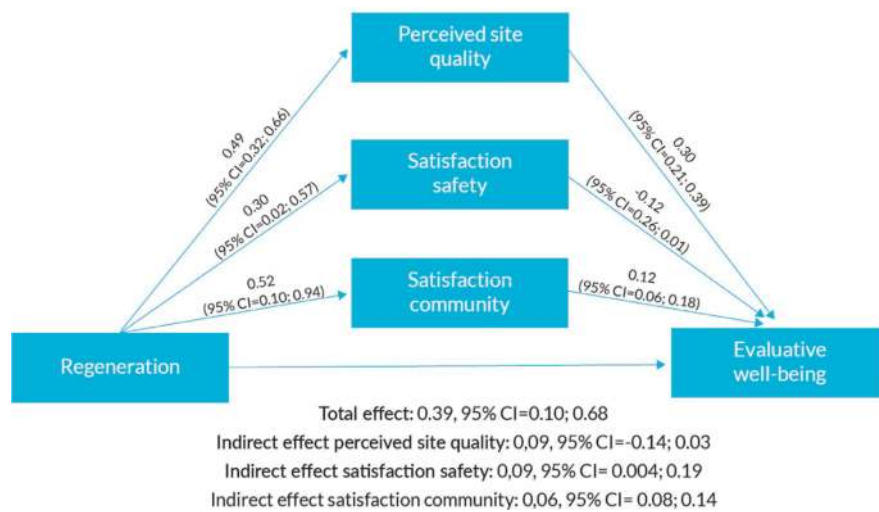 Perceived site
quality
0.49
(95% CI=0.32; 0.66)
0.30
(95% CI=0.21; 0.39)
Satisfaction
safety
0.30
(95% CI=0.02; 0.57)
-0.12
(95% CI=0.26; 0.01)
Satisfaction
community
0.52
(95% CI=0.10; 0.94)
0.12
(95% CI=0.06; 0.18)
Regeneration
Evaluative
well-being
Total effect: 0.39, 95% CI=0.10; 0.68
Indirect effect perceived site quality: 0,09, 95% CI=-0.14; 0.03
Indirect effect satisfaction safety: 0,09, 95% CI= 0.004; 0.19
Indirect effect satisfaction community: 0,06, 95% CI= 0.08; 0.14